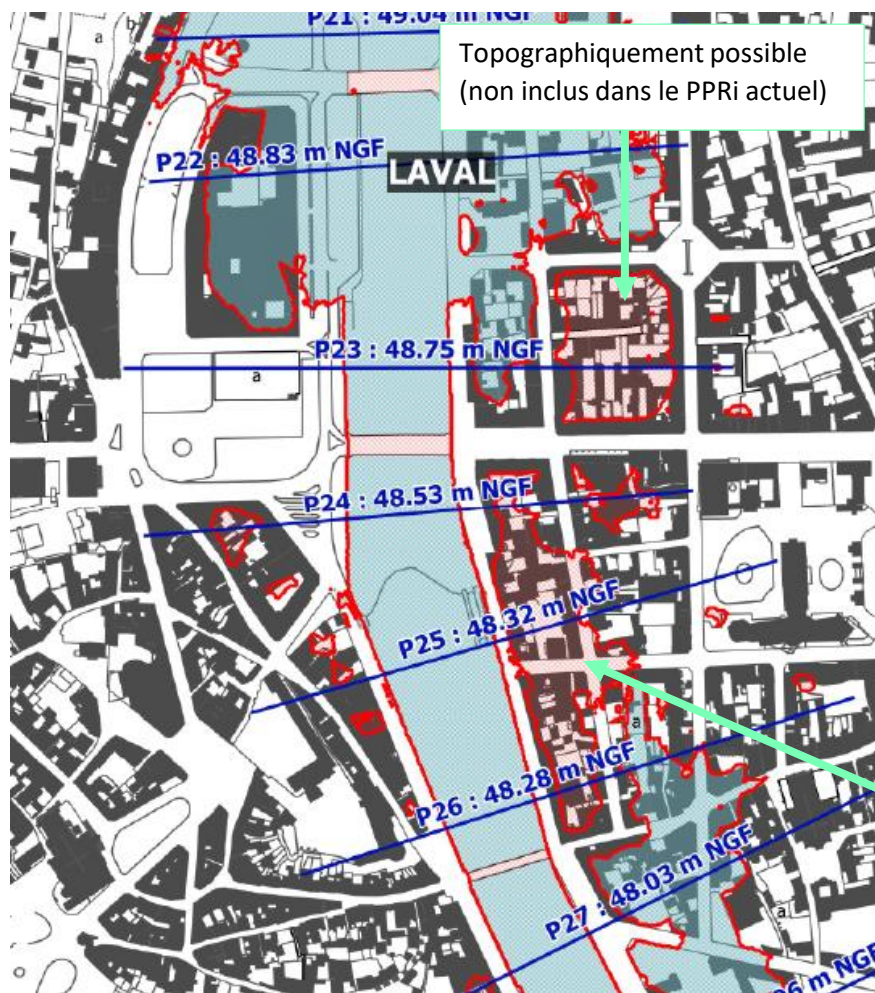 b
a
P21 : 49.04 m NGF
Topographiquement possible
(non inclus dans le PPRi actuel)
P22 : 48.83 m NGF
LAVAL
P23 : 48.75 m NGF
a
P24 : 48.53 m NGF
P25 : 48.32 m NGF
a
P26 : 48.28 m NGF
P27 : 48.03 m NGF
a